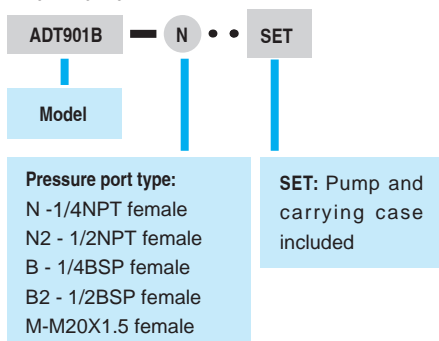 ADT901B — N • • SET
Model
Pressure port type:
N -1/4NPT female
N2 - 1/2NPT female
B - 1/4BSP female
B2 - 1/2BSP female
M-M20X1.5 female
SET: Pump and
carrying case
included